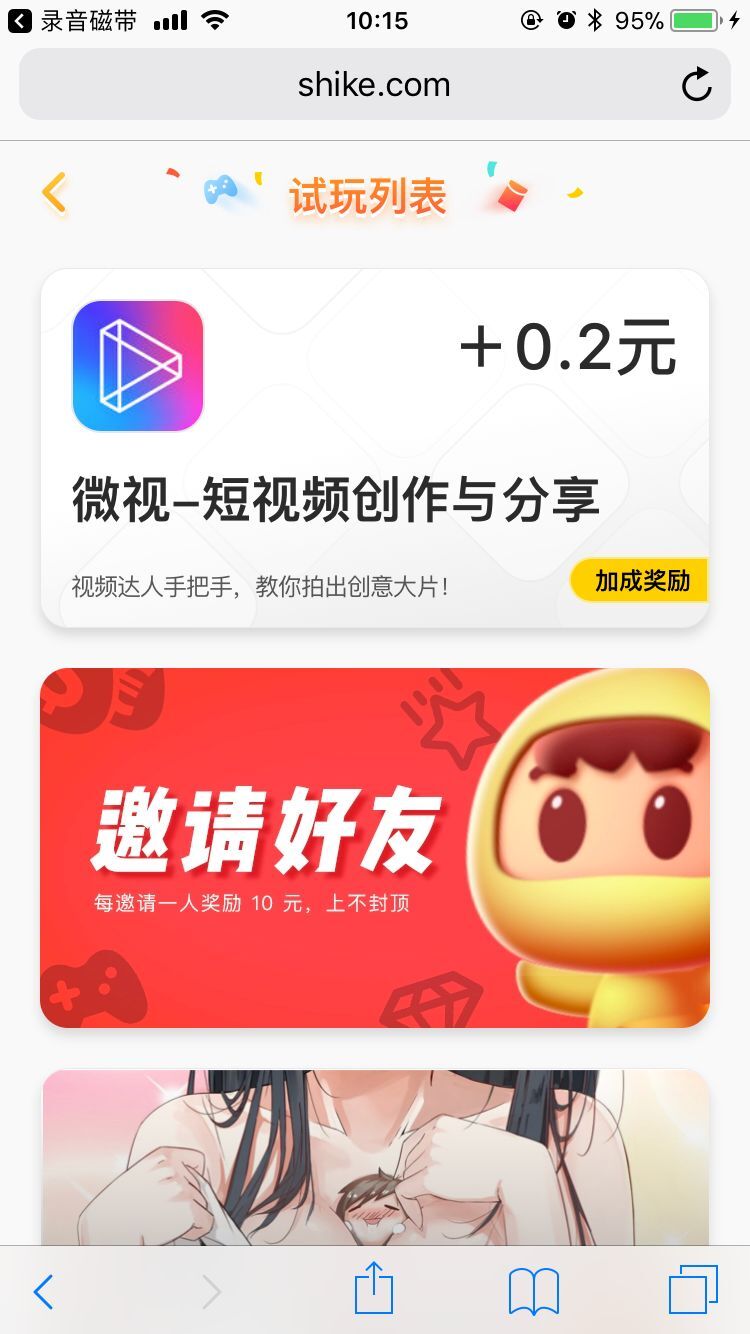 录音磁带
10:15
95%
shike.com
试玩列表
+0.2元
微视-短视频创作与分享
视频达人手把手，教你拍出创意大片！
加成奖励
邀请好友
每邀请一人奖励 10 元，上不封顶